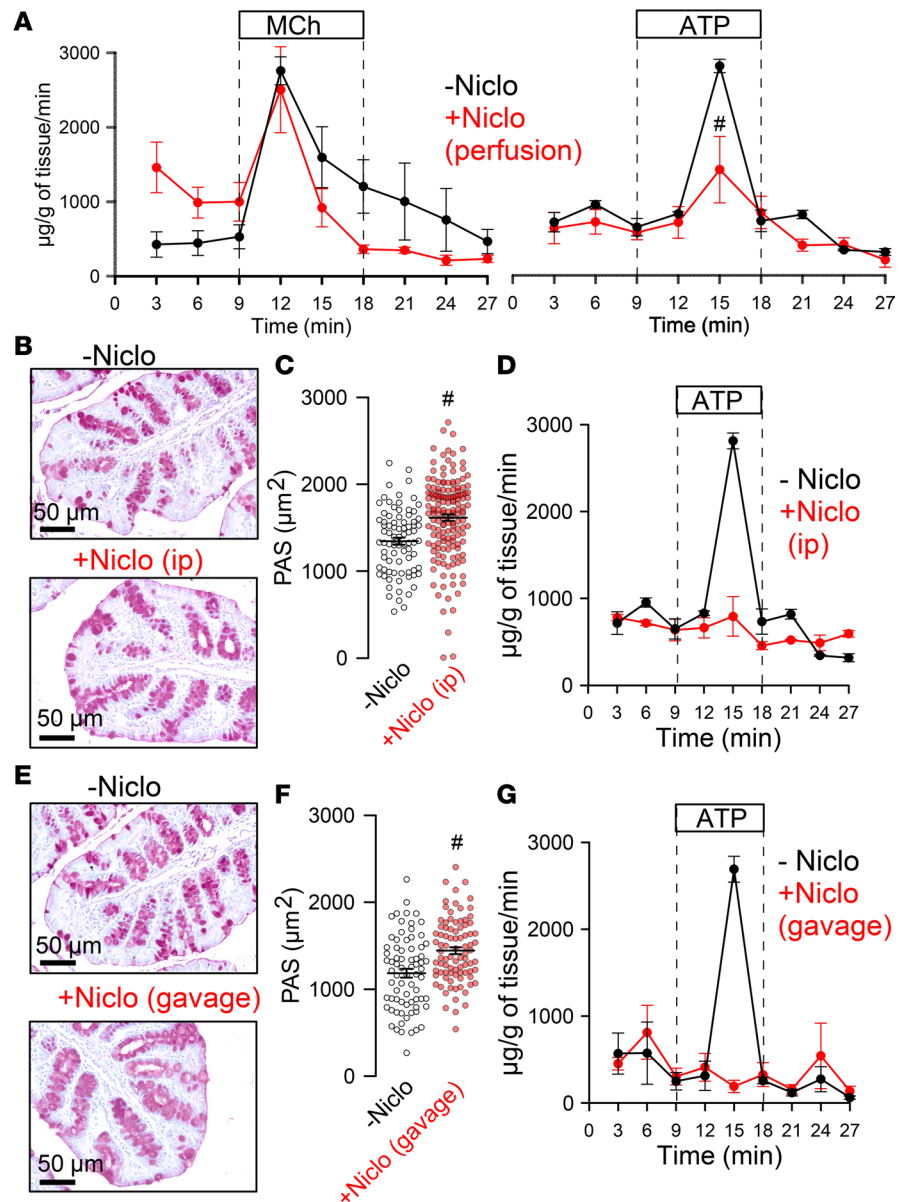 A
MCh
ATP
µg/g of tissue/min
3000
2000
1000
0
0 3 6 9 12 15 18 21 24 27
Time (min)
-Niclo
+Niclo
(perfusion)
#
0 3 6 9 12 15 18 21 24 27
Time (min)
B
-Niclo
50 µm
+Niclo (ip)
50 µm
C
PAS (µm²)
3000
2000
1000
0
#
-Niclo
+Niclo (ip)
D
ATP
µg/g of tissue/min
3000
2000
1000
0
- Niclo
+Niclo
(ip)
0 3 6 9 12 15 18 21 24 27
Time (min)
E
-Niclo
50 µm
+Niclo (gavage)
50 µm
F
PAS (µm²)
3000
2000
1000
0
#
-Niclo
+Niclo (gavage)
G
ATP
µg/g of tissue/min
3000
2000
1000
0
- Niclo
+Niclo
(gavage)
0 3 6 9 12 15 18 21 24 27
Time (min)